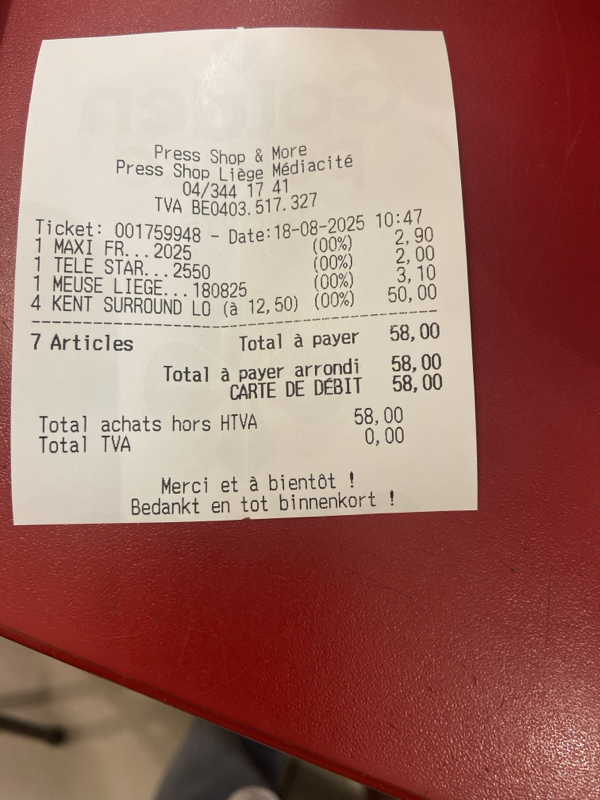 Press Shop & More
Press Shop Liège Médiacité
04/344 17 41
TVA BE0403.517.327
Ticket: 001759948 - Date:18-08-2025 10:47
1 MAXI FR...2025 (00%) 2,90
1 TELE STAR...2550 (00%) 2,00
1 MEUSE LIEGE...180825 (00%) 3,10
4 KENT SURROUND LO (à 12,50) (00%) 50,00
7 Articles Total à payer 58,00
Total à payer arrondi 58,00
CARTE DE DÉBIT 58,00
Total achats hors HTVA 58,00
Total TVA 0,00
Merci et à bientôt !
Bedankt en tot binnenkort !